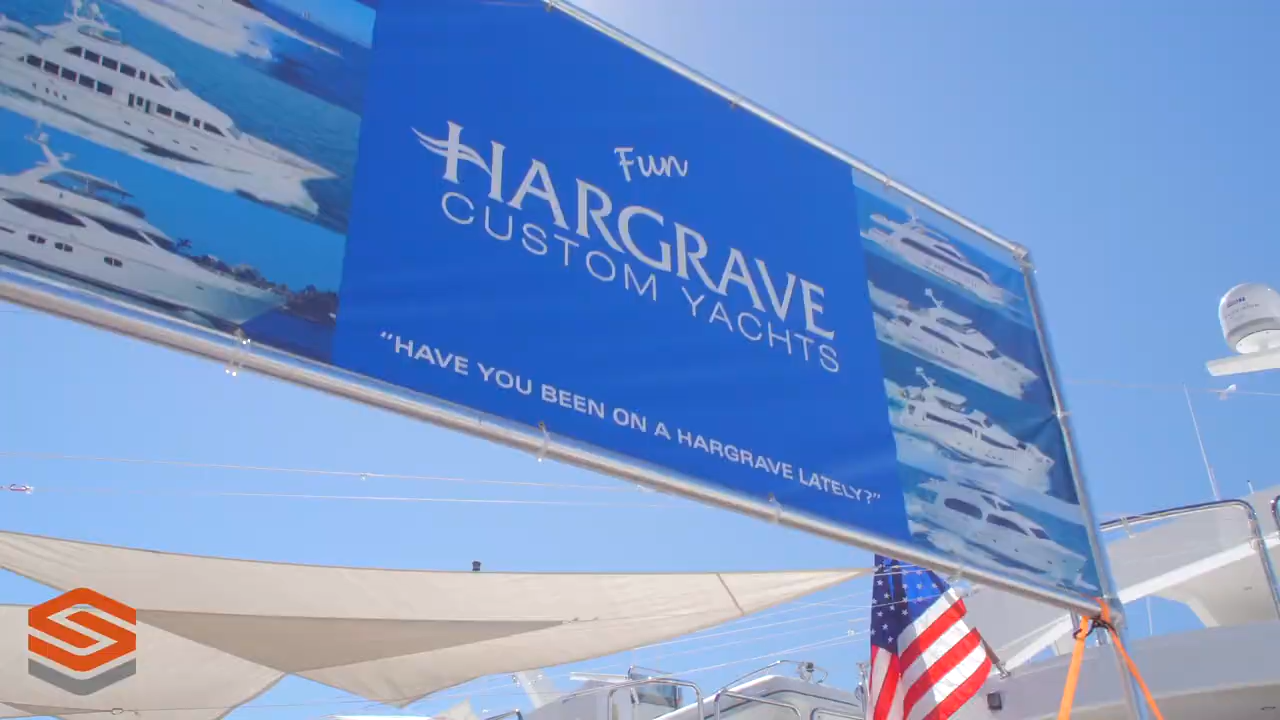 Fun
HARGRAVE
CUSTOM YACHTS
“HAVE YOU BEEN ON A HARGRAVE LATELY?”